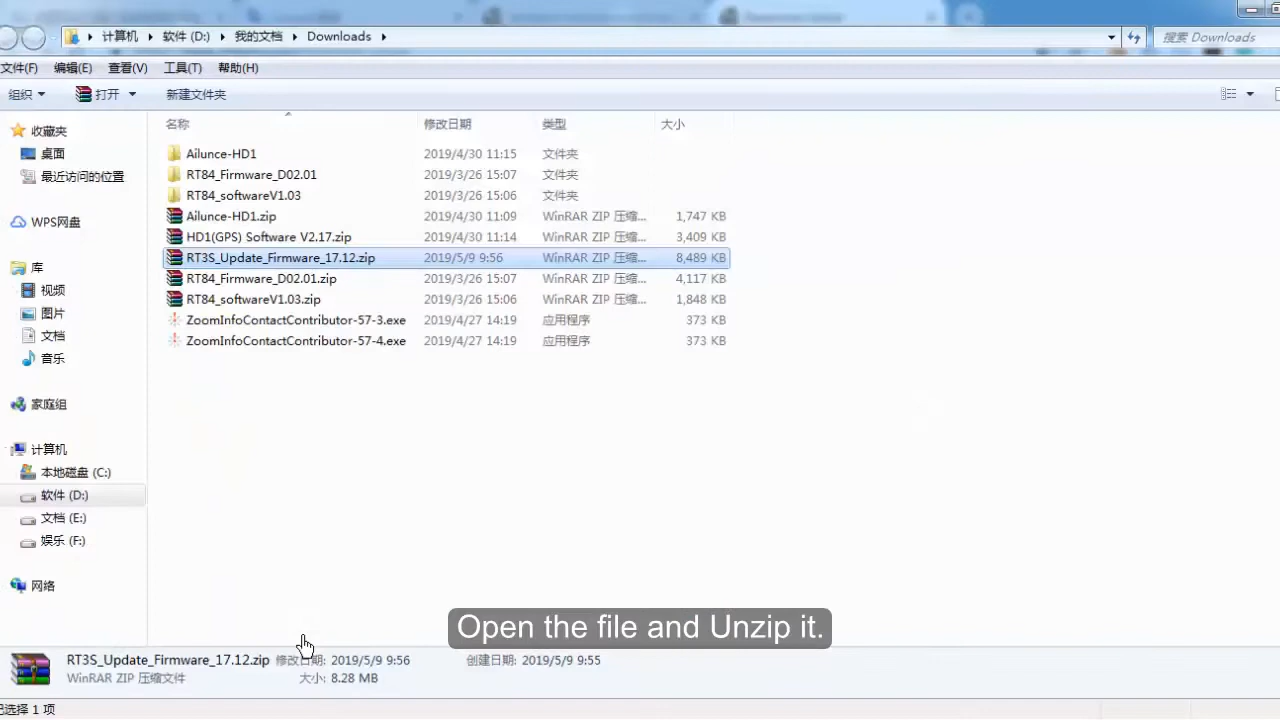 计算机 软件 (D:) 我的文档 Downloads 搜索 Downloads
文件(F) 编辑(E) 查看(V) 工具(T) 帮助(H)
组织 打开 新建文件夹
名称 修改日期 类型 大小
收藏夹
桌面
最近访问的位置
WPS网盘
库
视频
图片
文档
音乐
家庭组
计算机
本地磁盘 (C:)
软件 (D:)
文档 (E:)
娱乐 (F:)
网络
Ailunce-HD1 2019/4/30 11:15 文件夹
RT84_Firmware_D02.01 2019/3/26 15:07 文件夹
RT84_softwareV1.03 2019/3/26 15:06 文件夹
Ailunce-HD1.zip 2019/4/30 11:09 WinRAR ZIP 压缩... 1,747 KB
HD1(GPS) Software V2.17.zip 2019/4/30 11:14 WinRAR ZIP 压缩... 3,409 KB
RT3S_Update_Firmware_17.12.zip 2019/5/9 9:56 WinRAR ZIP 压缩... 8,489 KB
RT84_Firmware_D02.01.zip 2019/3/26 15:07 WinRAR ZIP 压缩... 4,117 KB
RT84_softwareV1.03.zip 2019/3/26 15:06 WinRAR ZIP 压缩... 1,848 KB
ZoomInfoContactContributor-57-3.exe 2019/4/27 14:19 应用程序 373 KB
ZoomInfoContactContributor-57-4.exe 2019/4/27 14:19 应用程序 373 KB
Open the file and Unzip it.
RT3S_Update_Firmware_17.12.zip 修改日期: 2019/5/9 9:56 创建日期: 2019/5/9 9:55
WinRAR ZIP 压缩文件 大小: 8.28 MB
已选择 1 项